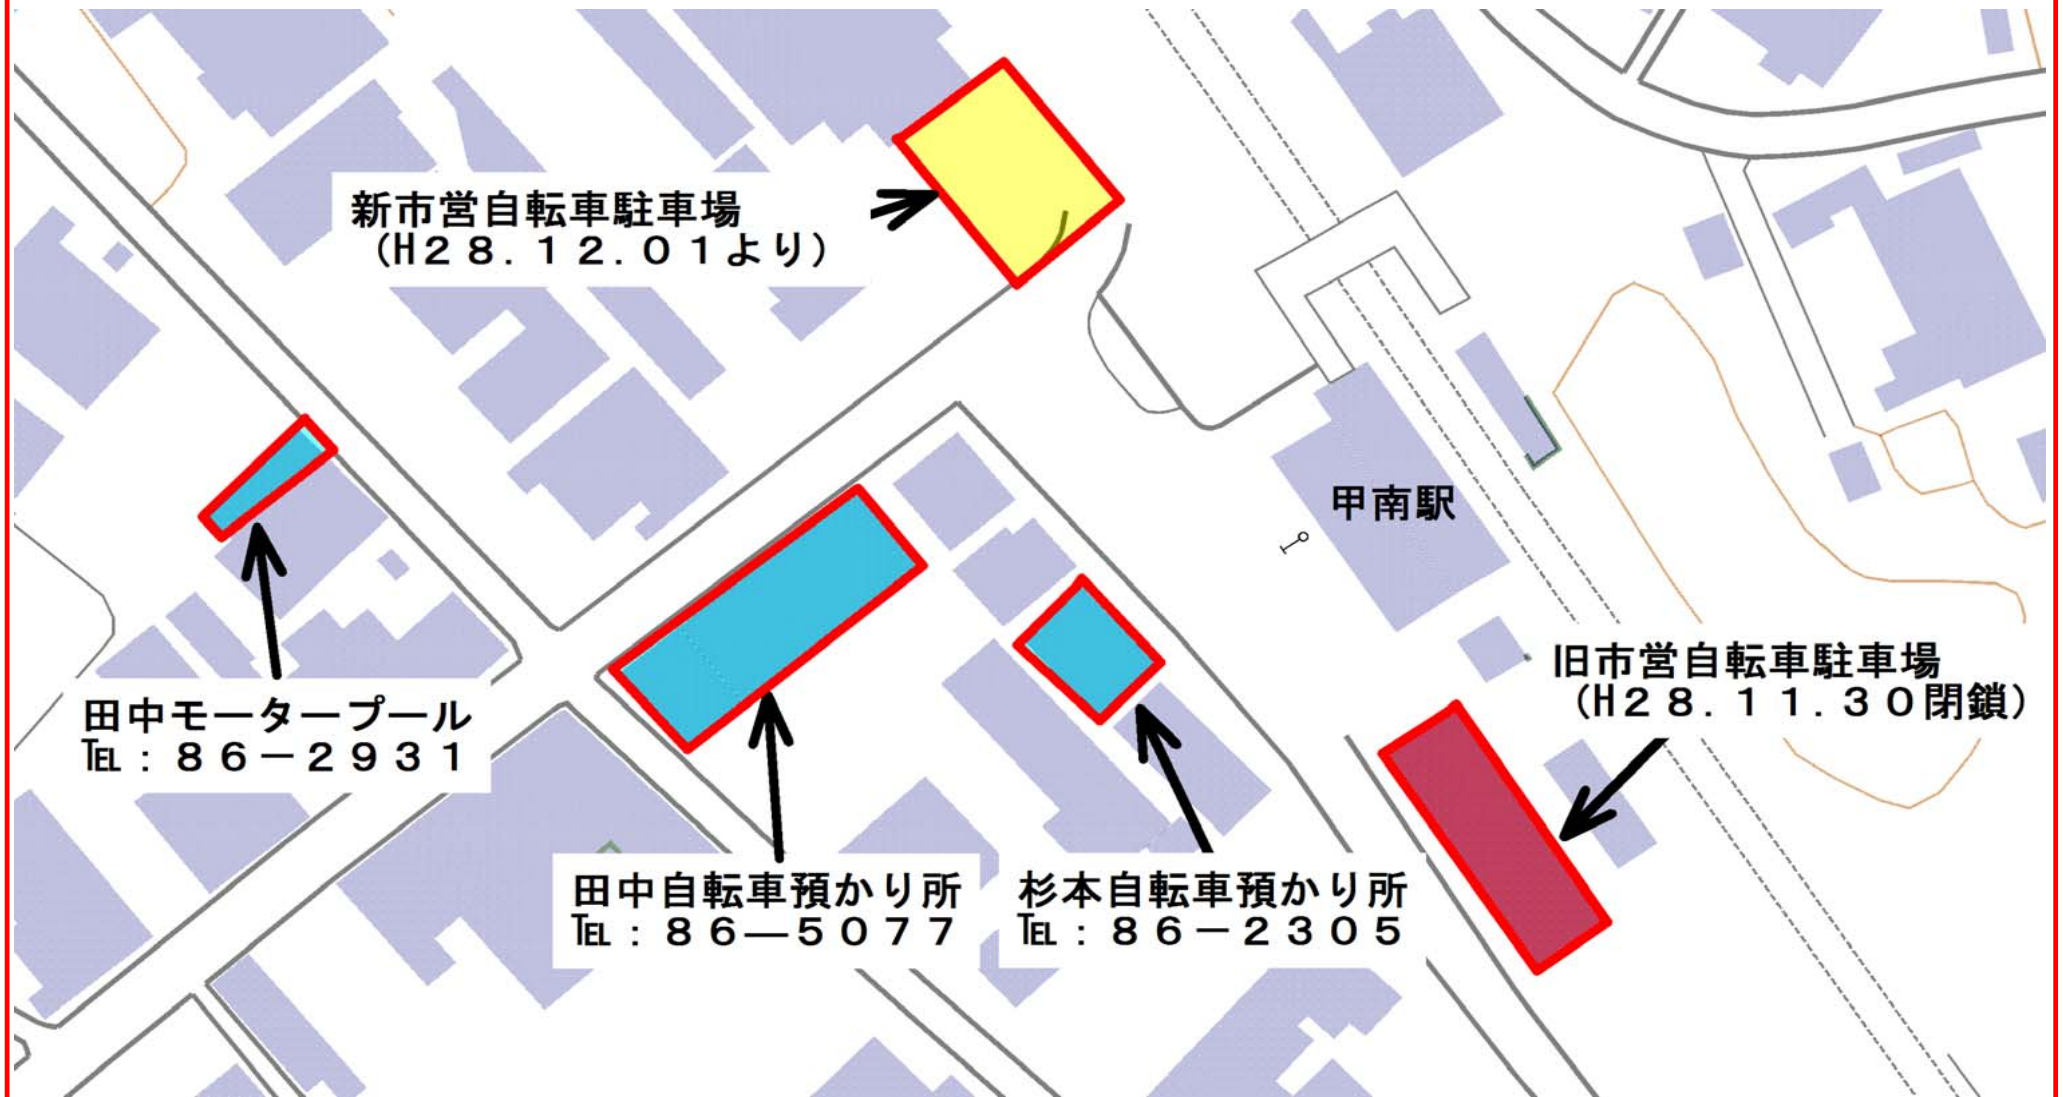 新市営自転車駐車場
（H２８．１２．０１より）
甲南駅
旧市営自転車駐車場
（H２８．１１．３０閉鎖）
田中モータープール
℡：８６－２９３１
田中自転車預かり所
℡：８６―５０７７
杉本自転車預かり所
℡：８６－２３０５